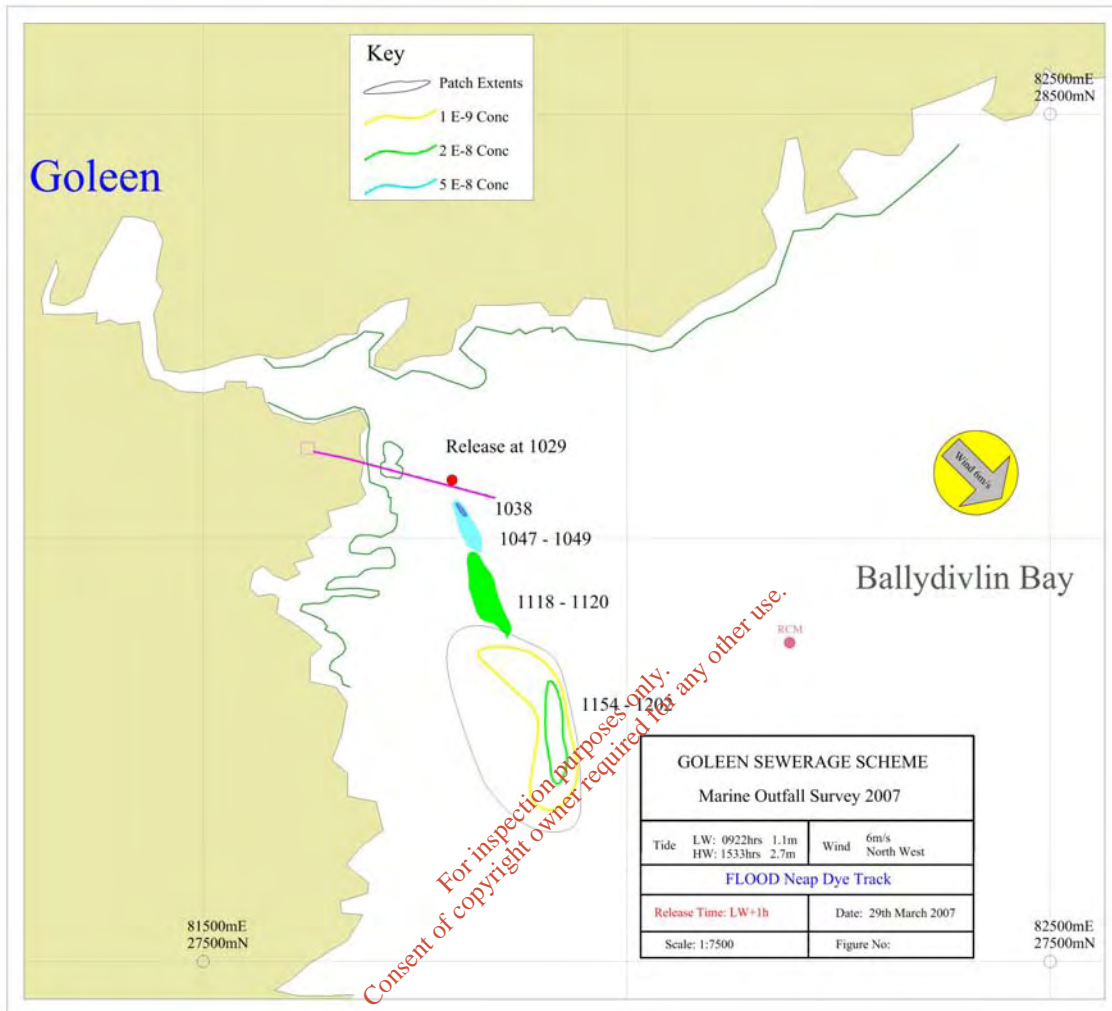 Key
Patch Extents
1 E-9 Conc
2 E-8 Conc
5 E-8 Conc
82500mE
28500mN
Goleen
Release at 1029
1038
1047 - 1049
Wind 6m/s
Ballydivlin Bay
1118 - 1120
RCM
1154 - 1202
For inspection purposes only.
Consent of copyright owner required for any other use.
GOLEEN SEWERAGE SCHEME
Marine Outfall Survey 2007
Tide LW: 0922hrs 1.1m
HW: 1533hrs 2.7m
Wind 6m/s
North West
FLOOD Neap Dye Track
Release Time: LW+1h
Date: 29th March 2007
Scale: 1:7500
Figure No:
81500mE
27500mN
82500mE
27500mN